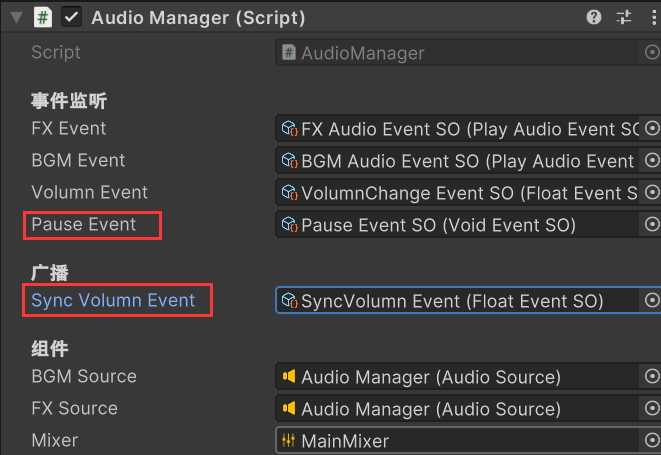 Audio Manager (Script)
Script # AudioManager
事件监听
FX Event FX Audio Event SO (Play Audio Event SO
BGM Event BGM Audio Event SO (Play Audio Event
Volumn Event VolumnChange Event SO (Float Event S
Pause Event Pause Event SO (Void Event SO)
广播
Sync Volumn Event SyncVolumn Event (Float Event SO)
组件
BGM Source Audio Manager (Audio Source)
FX Source Audio Manager (Audio Source)
Mixer MainMixer